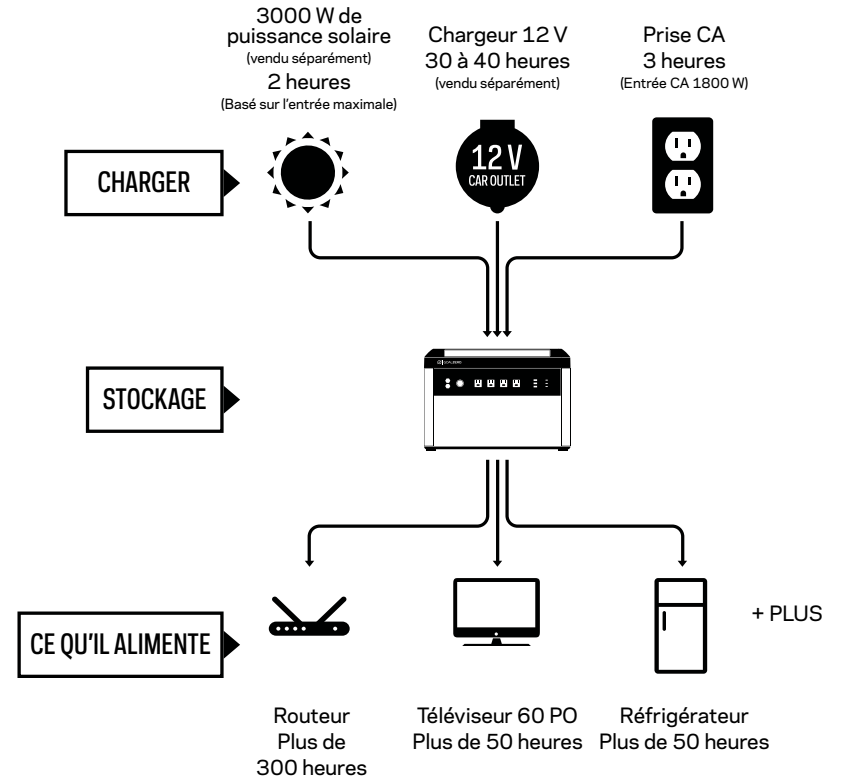 3000 W de
puissance solaire
(vendu séparément)
2 heures
(Basé sur l'entrée maximale)
Chargeur 12 V
30 à 40 heures
(vendu séparément)
Prise CA
3 heures
(Entrée CA 1800 W)
CHARGER
12 V
CAR OUTLET
STOCKAGE
GOAL ZERO
CE QU'IL ALIMENTE
+ PLUS
Routeur
Plus de
300 heures
Téléviseur 60 PO
Plus de 50 heures
Réfrigérateur
Plus de 50 heures